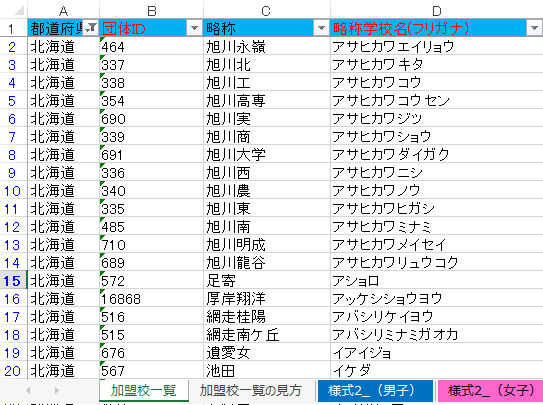 A B C D
1 都道府県 団体ID 略称 略称学校名(フリガナ)
2 北海道 464 旭川永嶺 アサヒカワエイリョウ
3 北海道 337 旭川北 アサヒカワキタ
4 北海道 338 旭川工 アサヒカワコウ
5 北海道 354 旭川高専 アサヒカワコウセン
6 北海道 690 旭川実 アサヒカワジツ
7 北海道 339 旭川商 アサヒカワショウ
8 北海道 691 旭川大学 アサヒカワダイガク
9 北海道 336 旭川西 アサヒカワニシ
10 北海道 340 旭川農 アサヒカワノウ
11 北海道 335 旭川東 アサヒカワヒガシ
12 北海道 485 旭川南 アサヒカワミナミ
13 北海道 710 旭川明成 アサヒカワメイセイ
14 北海道 689 旭川龍谷 アサヒカワリュウコク
15 北海道 572 足寄 アショロ
16 北海道 16868 厚岸翔洋 アッケシショウヨウ
17 北海道 516 網走桂陽 アバシリケイヨウ
18 北海道 515 網走南ケ丘 アバシリミナミガオカ
19 北海道 676 遺愛女 イアイジョ
20 北海道 567 池田 イケダ
加盟校一覧 加盟校一覧の見方 様式2_（男子） 様式2_（女子）